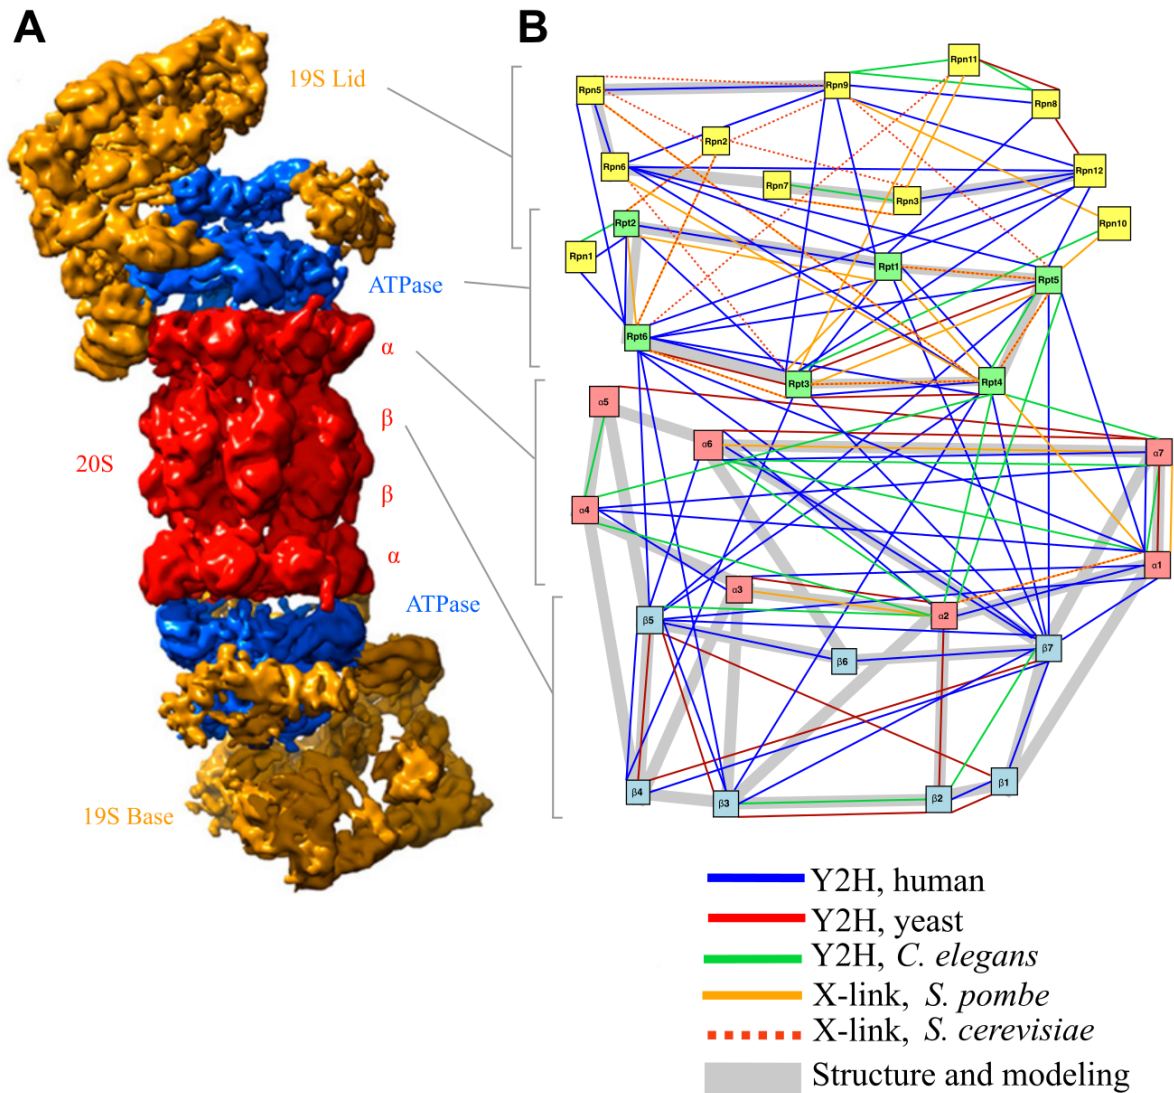 A
B
19S Lid
ATPase
α
β
20S
β
α
ATPase
19S Base
Rpn11
Rpn5
Rpn9
Rpn8
Rpn2
Rpn6
Rpn12
Rpn7
Rpn3
Rpt2
Rpn10
Rpn1
Rpt1
Rpt5
Rpt6
Rpt3
Rpt4
α5
α6
α7
α4
α1
α3
α2
β5
β6
β7
β4
β3
β2
β1
Y2H, human
Y2H, yeast
Y2H, C. elegans
X-link, S. pombe
X-link, S. cerevisiae
Structure and modeling